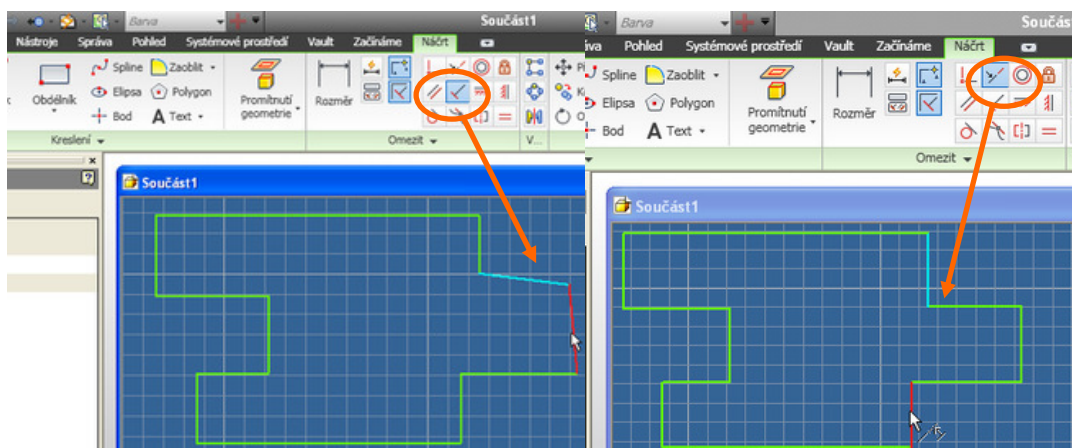 Barva
Součást1
Nástroje Správa Pohled Systémové prostředí Vault Začínáme Náčrt
Spline Zaoblit
Obdélník Elipsa Polygon Promítnutí geometrie Rozměr
Bod A Text
Kreslení Omezit V...
Součást1
Barva
Pohled Systémové prostředí Vault Začínáme Náčrt
Spline Zaoblit
Elipsa Polygon Promítnutí geometrie Rozměr
Bod A Text
Omezit
Součást1